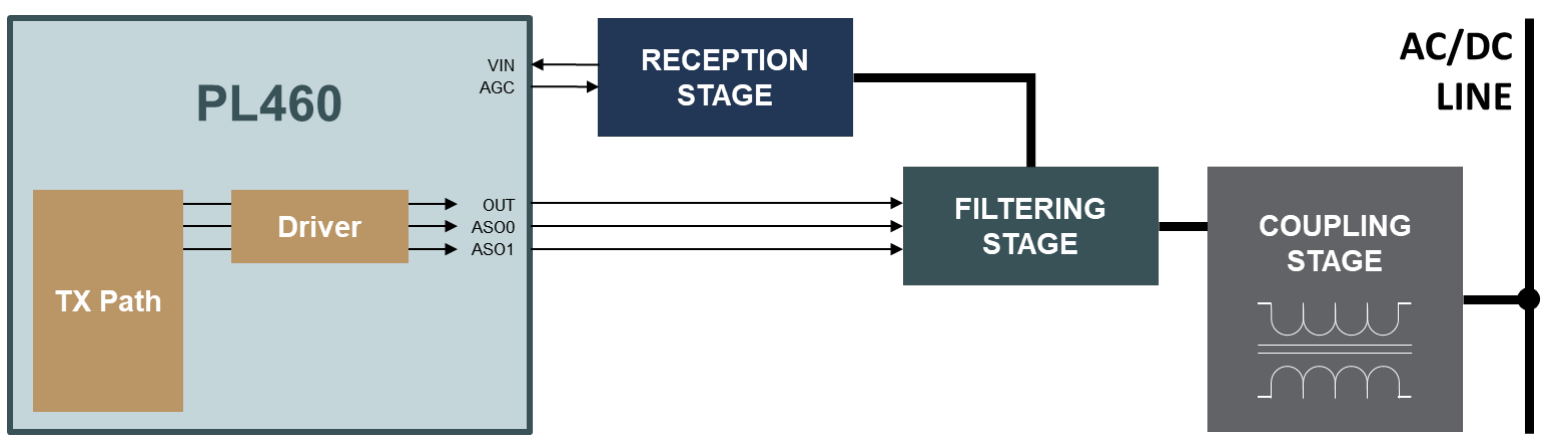 PL460
TX Path
Driver
VIN
AGC
OUT
ASO0
ASO1
RECEPTION
STAGE
FILTERING
STAGE
COUPLING
STAGE
AC/DC
LINE